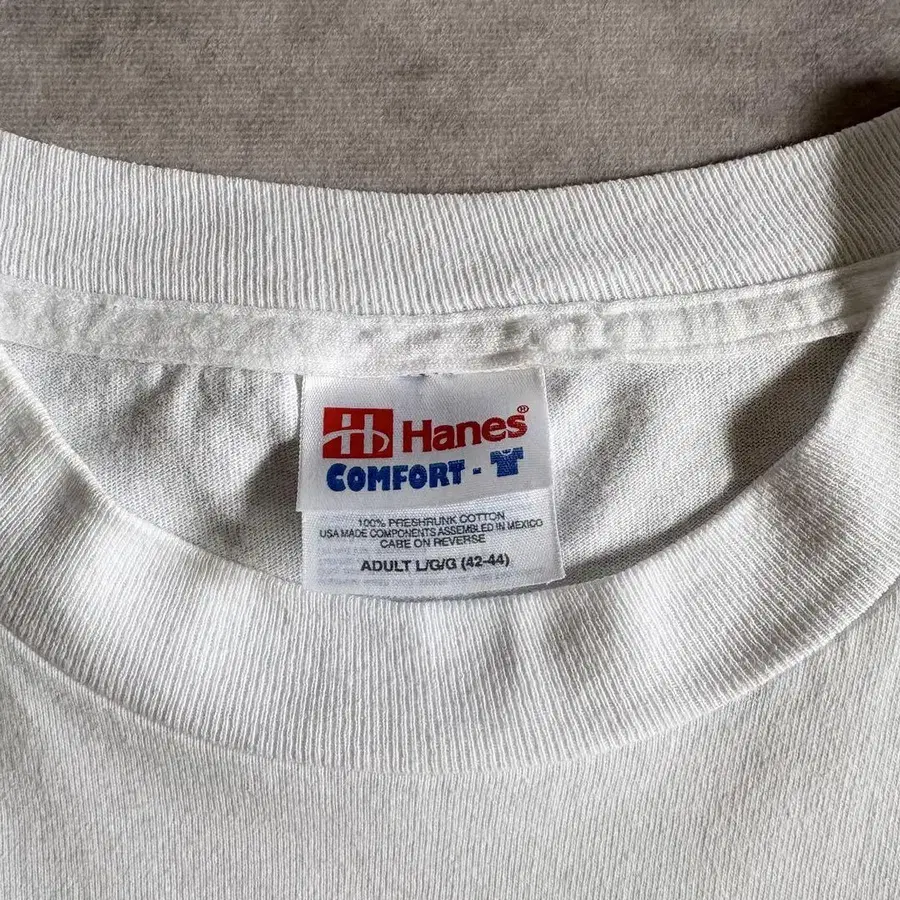 Hanes®
COMFORT -
100% PRESHRUNK COTTON
USA MADE COMPONENTS ASSEMBLED IN MEXICO
CARE ON REVERSE
ADULT L/G/G (42-44)